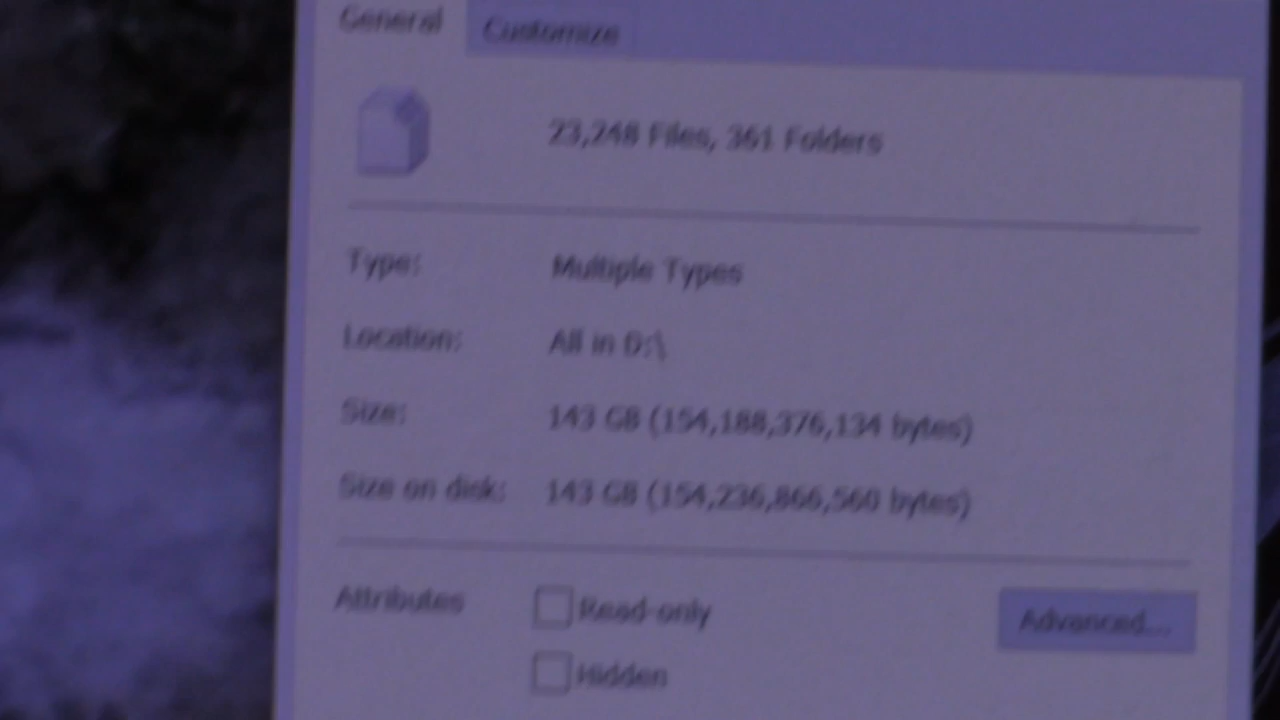 General Customize
23,248 Files, 361 Folders
Type: Multiple Types
Location: All in D:\
Size: 143 GB (154,188,376,134 bytes)
Size on disk: 143 GB (154,236,866,560 bytes)
Attributes Read-only Advanced...
Hidden